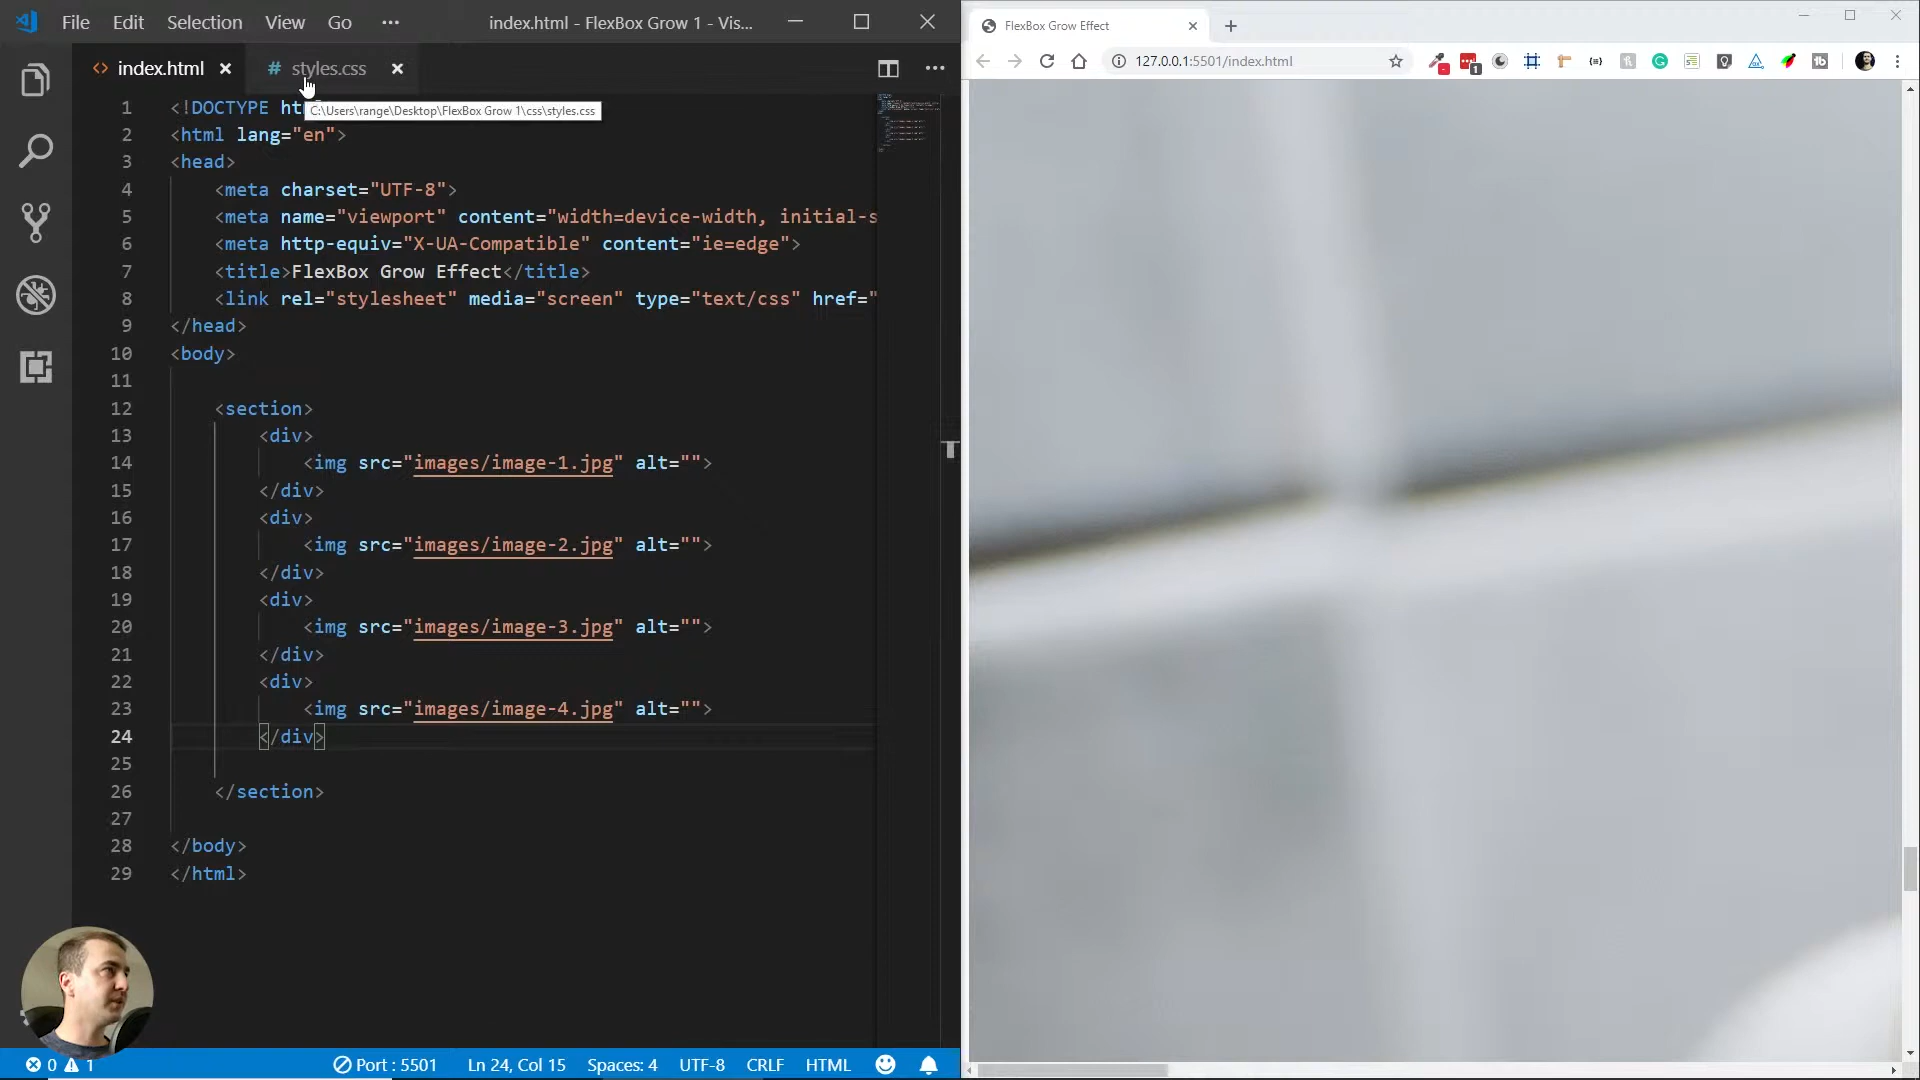 File Edit Selection View Go ··· index.html - FlexBox Grow 1 - Vis...
index.html
# styles.css
C:\Users\range\Desktop\FlexBox Grow 1\css\styles.css
1 <!DOCTYPE ht
2 <html lang="en">
3 <head>
4 <meta charset="UTF-8">
5 <meta name="viewport" content="width=device-width, initial-s
6 <meta http-equiv="X-UA-Compatible" content="ie=edge">
7 <title>FlexBox Grow Effect</title>
8 <link rel="stylesheet" media="screen" type="text/css" href="
9 </head>
10 <body>
11
12 <section>
13 <div>
14 <img src="images/image-1.jpg" alt="">
15 </div>
16 <div>
17 <img src="images/image-2.jpg" alt="">
18 </div>
19 <div>
20 <img src="images/image-3.jpg" alt="">
21 </div>
22 <div>
23 <img src="images/image-4.jpg" alt="">
24 </div>
25
26 </section>
27
28 </body>
29 </html>
0 1 Port : 5501 Ln 24, Col 15 Spaces: 4 UTF-8 CRLF HTML
FlexBox Grow Effect
127.0.0.1:5501/index.html
1